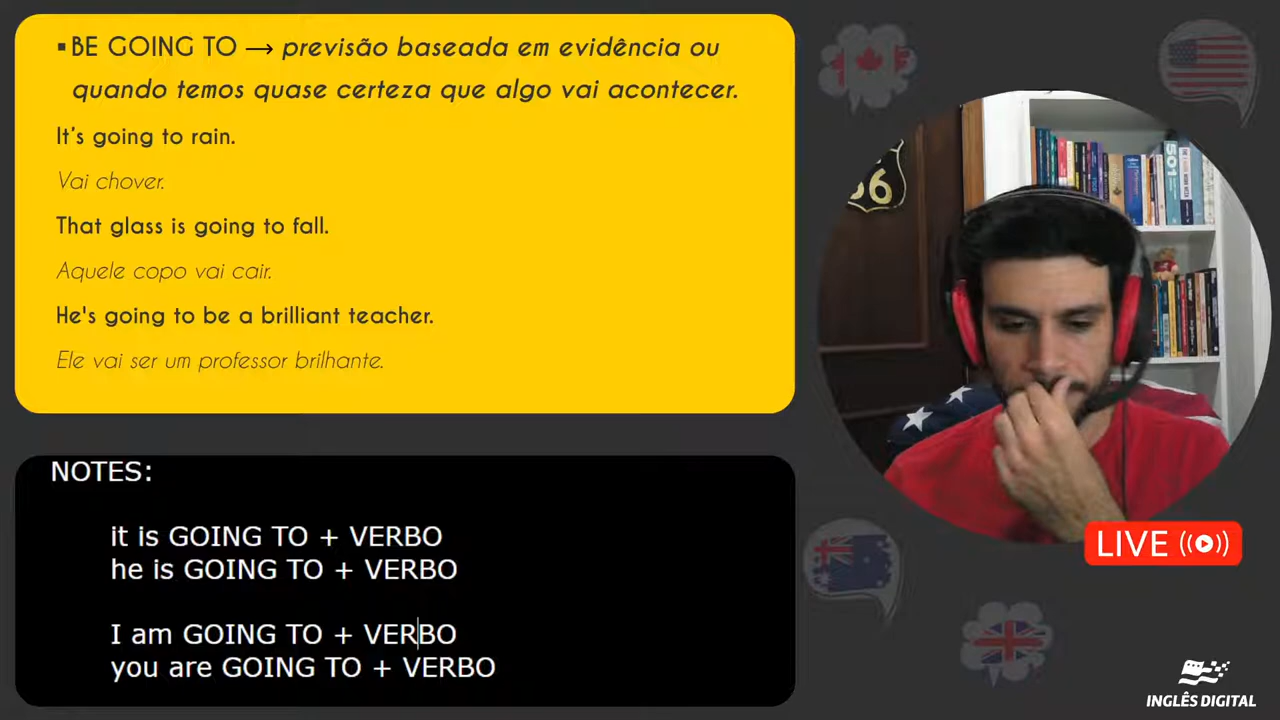 ▪BE GOING TO → previsão baseada em evidência ou
quando temos quase certeza que algo vai acontecer.
It's going to rain.
Vai chover.
That glass is going to fall.
Aquele copo vai cair.
He's going to be a brilliant teacher.
Ele vai ser um professor brilhante.
NOTES:
it is GOING TO + VERBO
he is GOING TO + VERBO
I am GOING TO + VERBO
you are GOING TO + VERBO
66
501
LIVE
INGLÊS DIGITAL